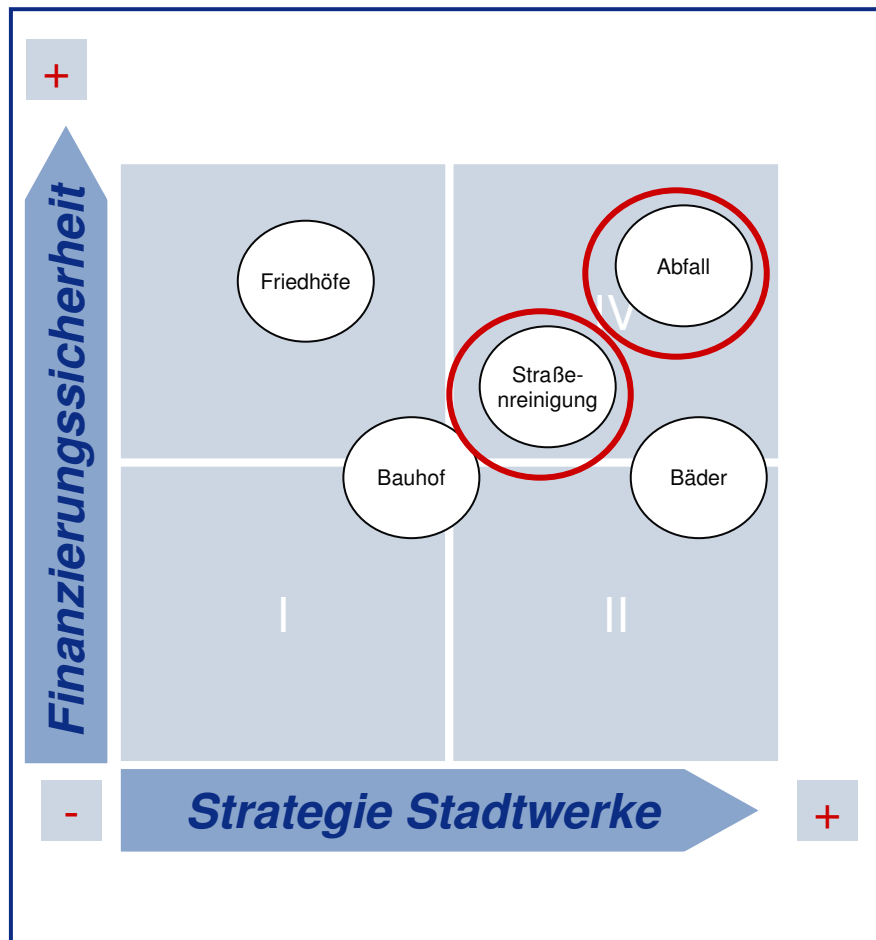 +
Finanzierungssicherheit
Friedhöfe
Abfall
IV
Straße-
nreinigung
Bauhof
Bäder
I
II
-
Strategie Stadtwerke
+